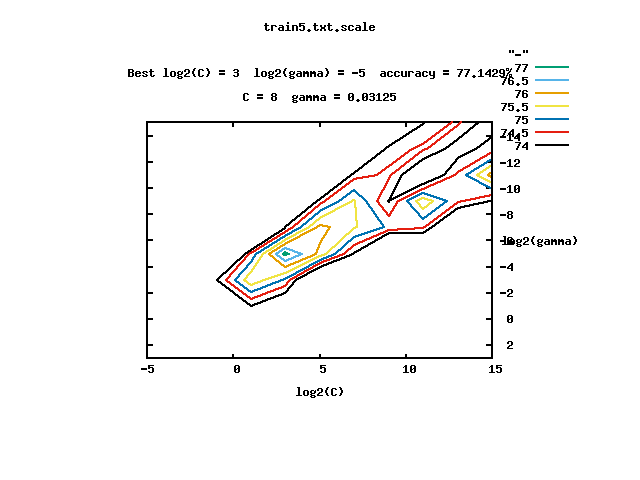 train5.txt.scale
"-"
Best log2(C) = 3  log2(gamma) = -5  accuracy = 77.1429%
77
76.5
C = 8  gamma = 0.03125
76
75.5
75
74.5
74
-14
-12
-10
-8
-6
log2(gamma)
-4
-2
0
2
-5 0 5 10 15
log2(C)